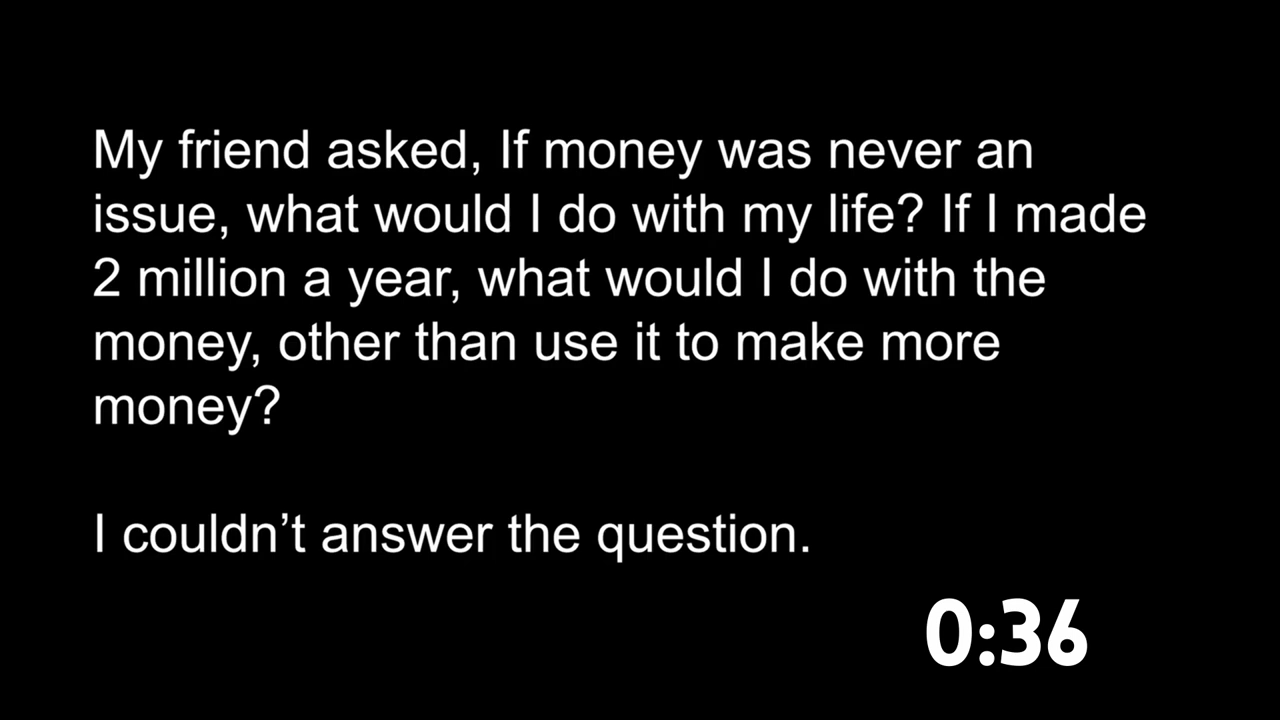 My friend asked, If money was never an
issue, what would I do with my life? If I made
2 million a year, what would I do with the
money, other than use it to make more
money?
I couldn’t answer the question.
0:36